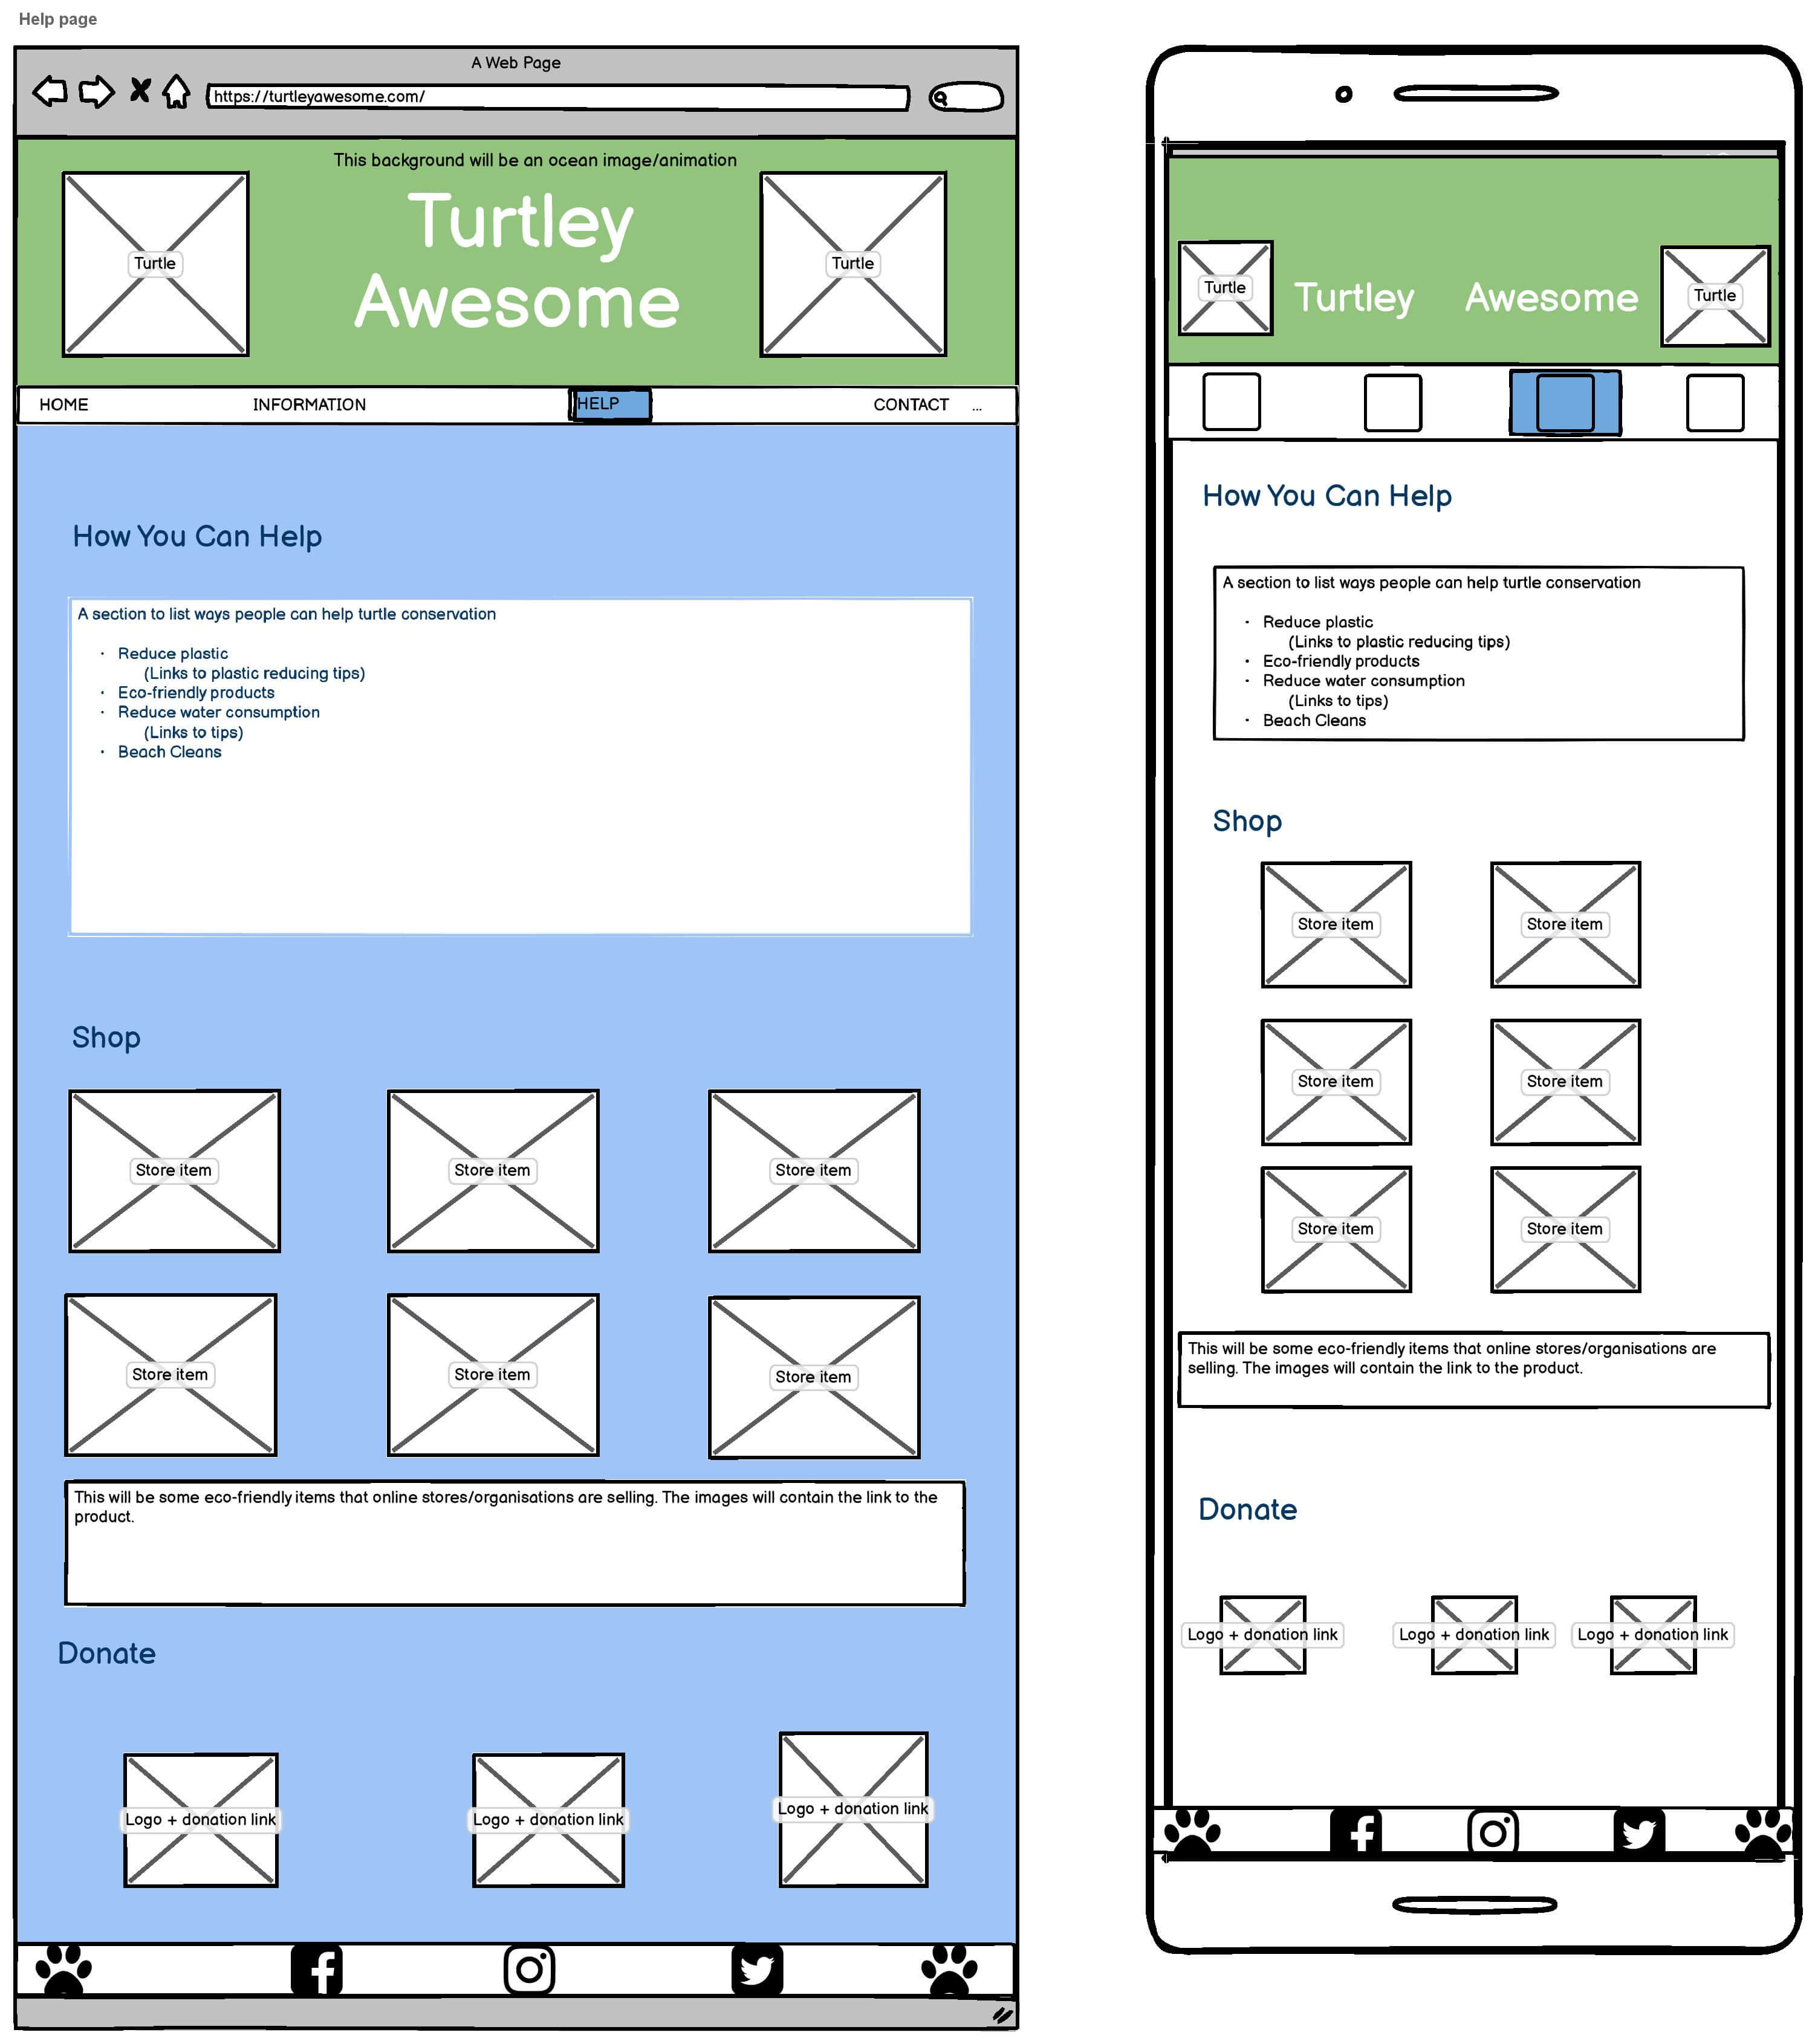 Help page
A Web Page
https://turtleyawesome.com/
This background will be an ocean image/animation
Turtle
Turtley
Awesome
Turtle
HOME
INFORMATION
HELP
CONTACT
...
How You Can Help
A section to list ways people can help turtle conservation
• Reduce plastic
(Links to plastic reducing tips)
• Eco-friendly products
• Reduce water consumption
(Links to tips)
• Beach Cleans
Shop
Store item
Store item
Store item
Store item
Store item
Store item
This will be some eco-friendly items that online stores/organisations are selling. The images will contain the link to the
product.
Donate
Logo + donation link
Logo + donation link
Logo + donation link
Turtle
Turtley Awesome
Turtle
How You Can Help
A section to list ways people can help turtle conservation
• Reduce plastic
(Links to plastic reducing tips)
• Eco-friendly products
• Reduce water consumption
(Links to tips)
• Beach Cleans
Shop
Store item
Store item
Store item
Store item
Store item
Store item
This will be some eco-friendly items that online stores/organisations are
selling. The images will contain the link to the product.
Donate
Logo + donation link
Logo + donation link
Logo + donation link